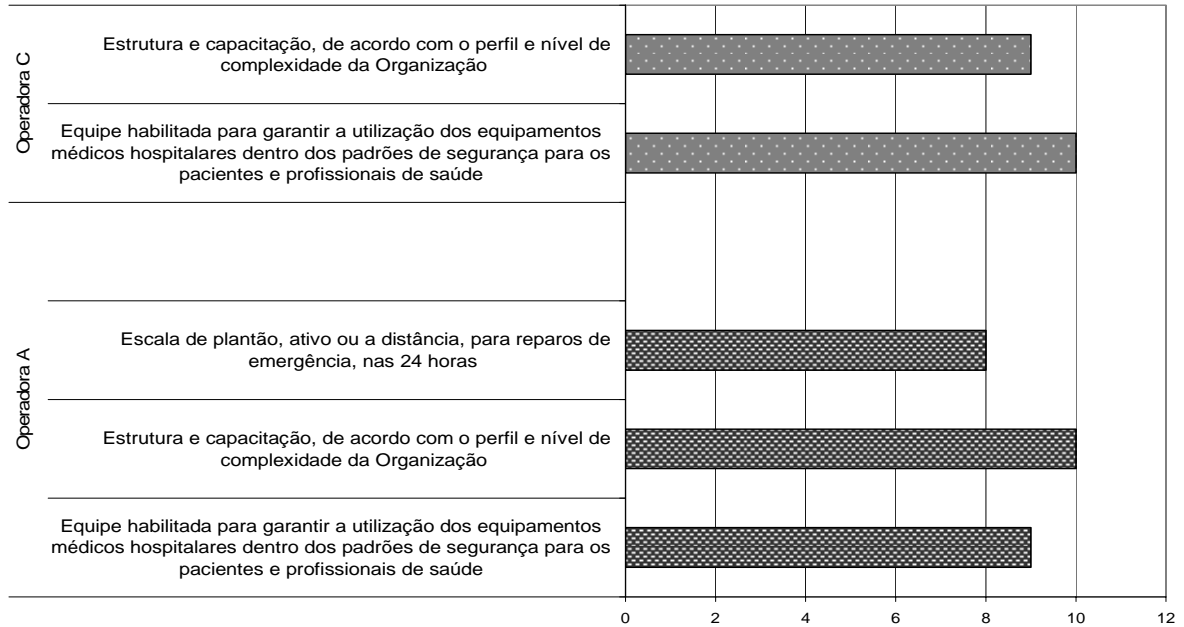 Operadora C
Estrutura e capacitação, de acordo com o perfil e nível de
complexidade da Organização
Equipe habilitada para garantir a utilização dos equipamentos
médicos hospitalares dentro dos padrões de segurança para os
pacientes e profissionais de saúde
Operadora A
Escala de plantão, ativo ou a distância, para reparos de
emergência, nas 24 horas
Estrutura e capacitação, de acordo com o perfil e nível de
complexidade da Organização
Equipe habilitada para garantir a utilização dos equipamentos
médicos hospitalares dentro dos padrões de segurança para os
pacientes e profissionais de saúde
0 2 4 6 8 10 12